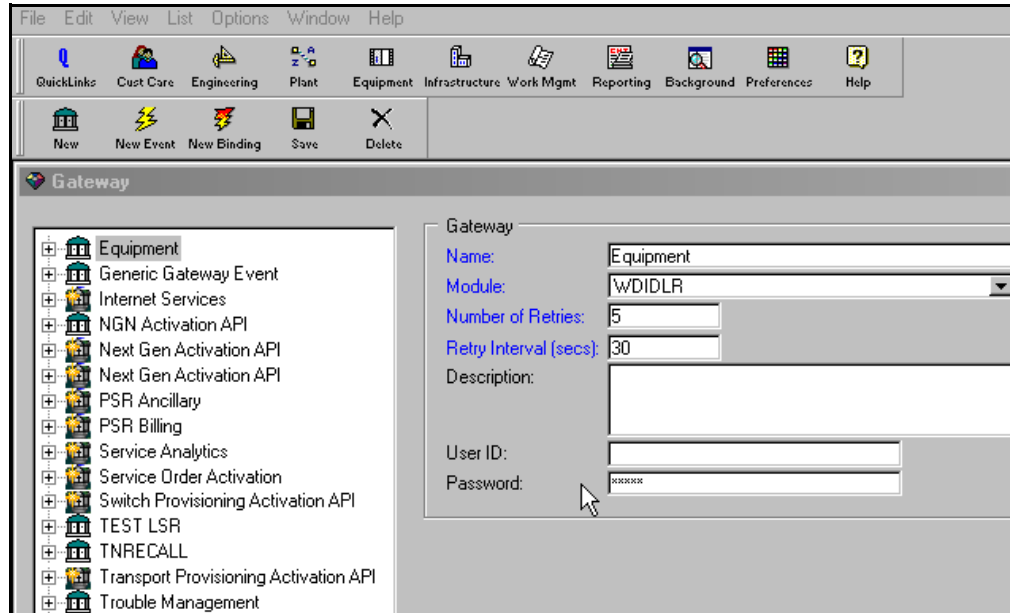 File Edit View List Options Window Help
QuickLinks Cust Care Engineering Plant Equipment Infrastructure Work Mgmt Reporting Background Preferences Help
New New Event New Binding Save Delete
Gateway
Equipment
Generic Gateway Event
Internet Services
NGN Activation API
Next Gen Activation API
Next Gen Activation API
PSR Ancillary
PSR Billing
Service Analytics
Service Order Activation
Switch Provisioning Activation API
TEST LSR
TNRECALL
Transport Provisioning Activation API
Trouble Management
Gateway
Name: Equipment
Module: WDIDLR
Number of Retries: 5
Retry Interval (secs): 30
Description:
User ID:
Password: xxxxx